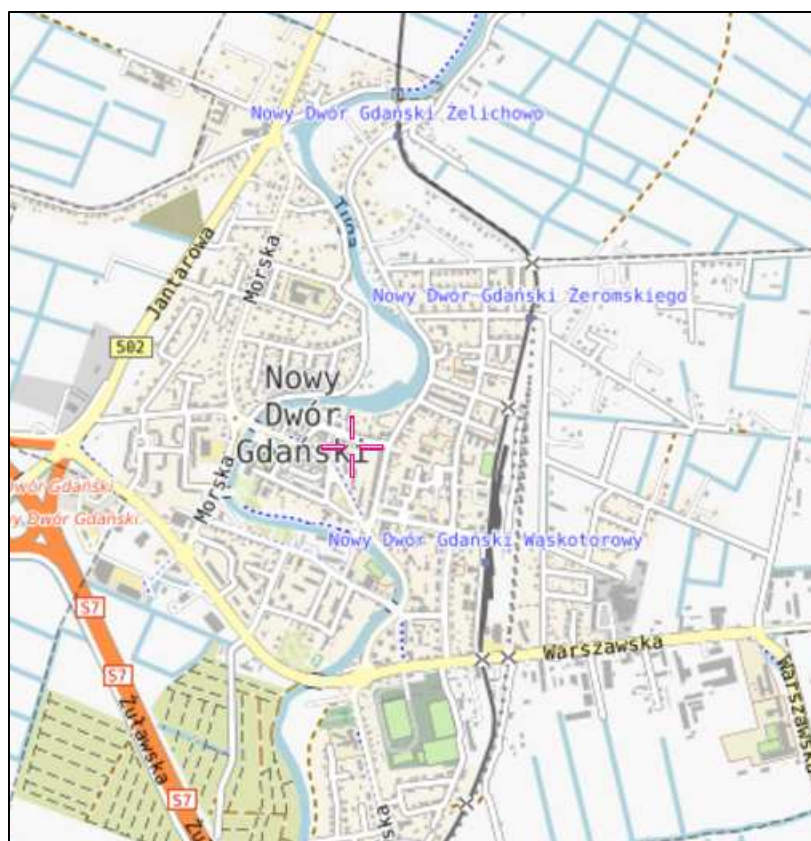 Nowy Dwór Gdański Żelichowo
Tuga
Morska
Jantarowa
Nowy Dwór Gdański Żeromskiego
502
Nowy
Dwór
Gdański
Morska
wór Gdański
y Dwór Gdański
Nowy Dwór Gdański Wąskotorowy
S7
Warszawska
S7
Warszawska
Żuławska
S7
Żu
ska